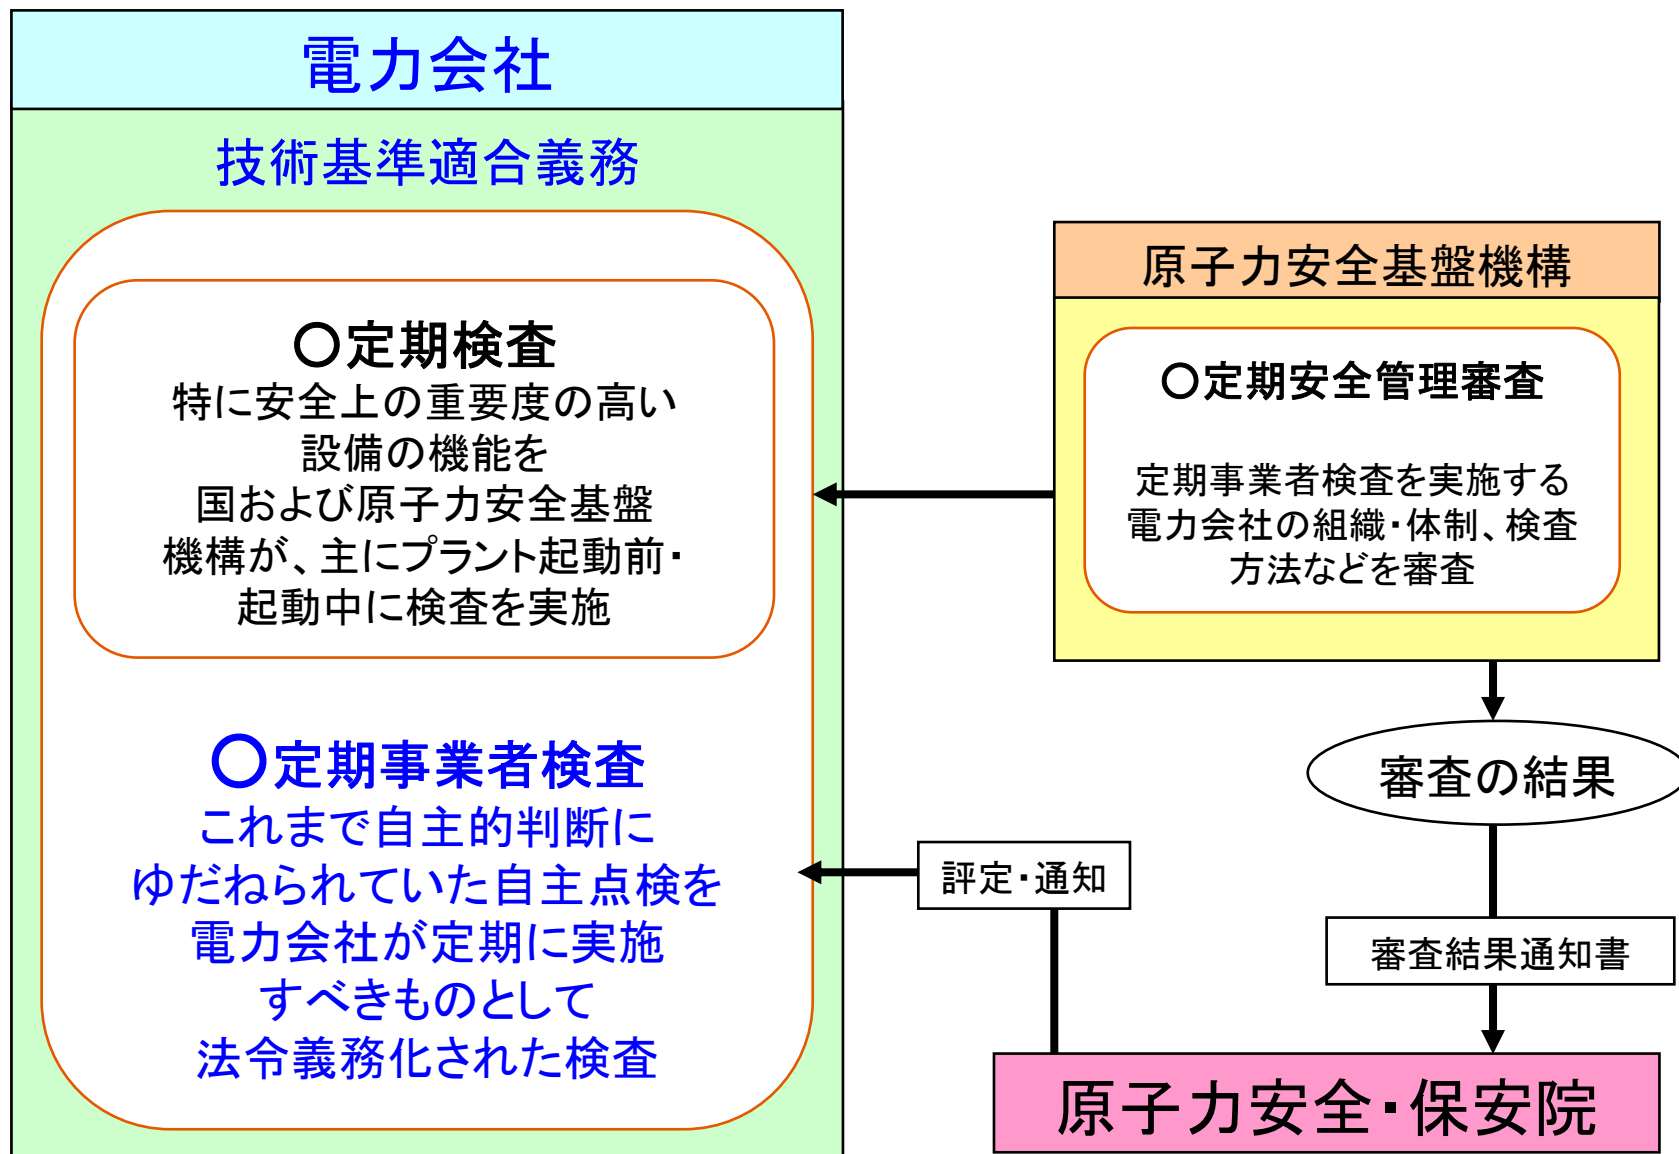 電力会社
技術基準適合義務
○定期検査
特に安全上の重要度の高い
設備の機能を
国および原子力安全基盤
機構が、主にプラント起動前・
起動中に検査を実施
○定期事業者検査
これまで自主的判断に
ゆだねられていた自主点検を
電力会社が定期に実施
すべきものとして
法令義務化された検査
原子力安全基盤機構
○定期安全管理審査
定期事業者検査を実施する
電力会社の組織・体制、検査
方法などを審査
審査の結果
評定・通知
審査結果通知書
原子力安全・保安院